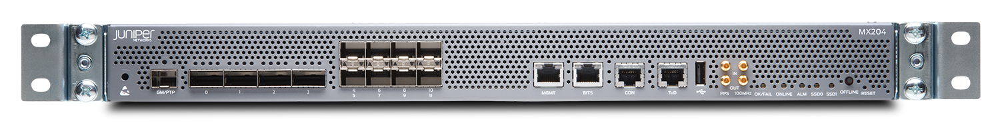 JUNIPER
NETWORKS
MX204
GM/PTP
0 1 2 3
4 6 8 10
5 7 9 11
MGMT BITS CON ToD
IN
OUT
PPS 100MHz
OK/FAIL ONLINE ALM SSD0 SSD1
OFFLINE
RESET